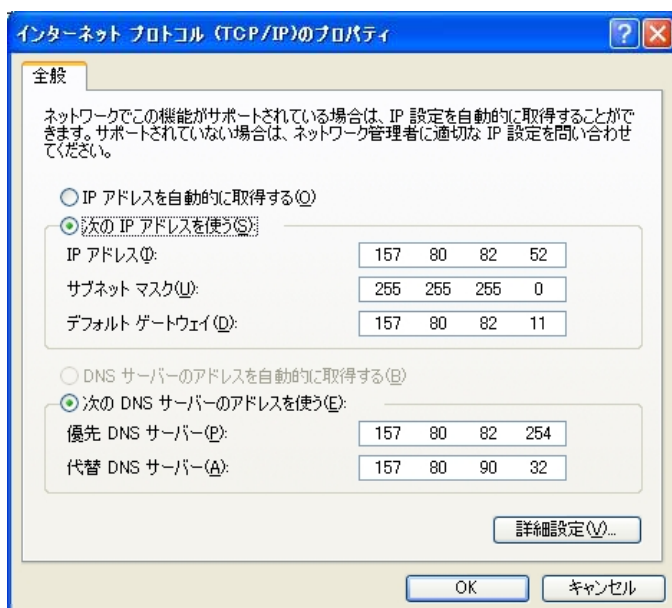 インターネット プロトコル (TCP/IP)のプロパティ
全般
ネットワークでこの機能がサポートされている場合は、IP 設定を自動的に取得することがで
きます。サポートされていない場合は、ネットワーク管理者に適切な IP 設定を問い合わせ
てください。
IP アドレスを自動的に取得する(O)
次の IP アドレスを使う(S):
IP アドレス(I): 157 80 82 52
サブネット マスク(U): 255 255 255 0
デフォルト ゲートウェイ(D): 157 80 82 11
DNS サーバーのアドレスを自動的に取得する(B)
次の DNS サーバーのアドレスを使う(E):
優先 DNS サーバー(P): 157 80 82 254
代替 DNS サーバー(A): 157 80 90 32
詳細設定(V)...
OK キャンセル